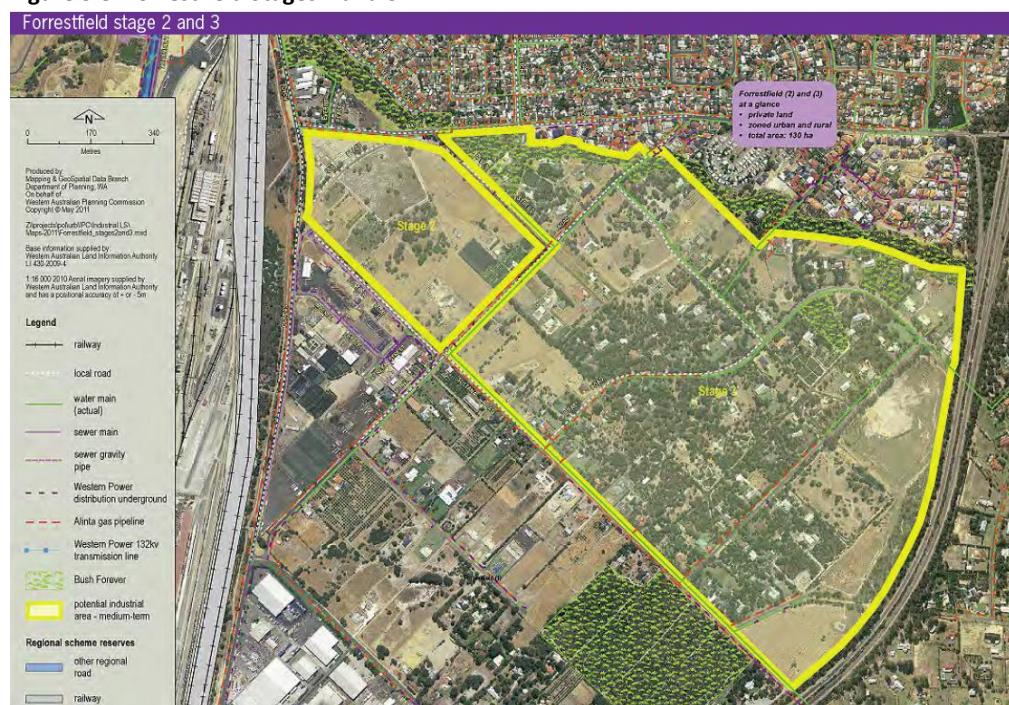 Forrestfield stage 2 and 3
Forrestfield (2) and (3)
at a glance
• private land
• zoned urban and rural
• total area: 130 ha
N
0 170 340
Metres
Produced by
Mapping & GeoSpatial Data Branch
Department of Planning, WA
On behalf of
Western Australian Planning Commission
Copyright © May 2011
Base information supplied by
Western Australian Land Information Authority
LI 430-2009-4
1:16 000 2010 Aerial imagery supplied by
Western Australian Land Information Authority
and has a positional accuracy of + or - 5m
Stage 2
Stage 3
Legend
railway
local road
water main
(actual)
sewer main
sewer gravity
pipe
Western Power
distribution underground
Alinta gas pipeline
Western Power 132kv
transmission line
Bush Forever
potential industrial
area - medium-term
Regional scheme reserves
other regional
road
railway